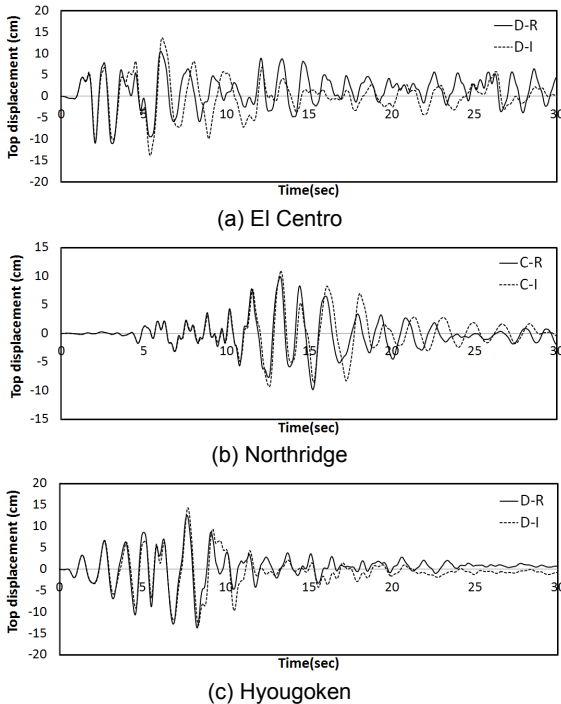 20
15
10
5
0
-5
-10
-15
-20
Top displacement (cm)
D-R
D-I
0 5 10 15 20 25 30
Time(sec)
(a) El Centro
15
10
5
0
-5
-10
-15
Top displacement (cm)
C-R
C-I
0 5 10 15 20 25 30
Time(sec)
(b) Northridge
20
15
10
5
0
-5
-10
-15
-20
Top displacement (cm)
D-R
D-I
0 5 10 15 20 25 30
Time(sec)
(c) Hyougoken